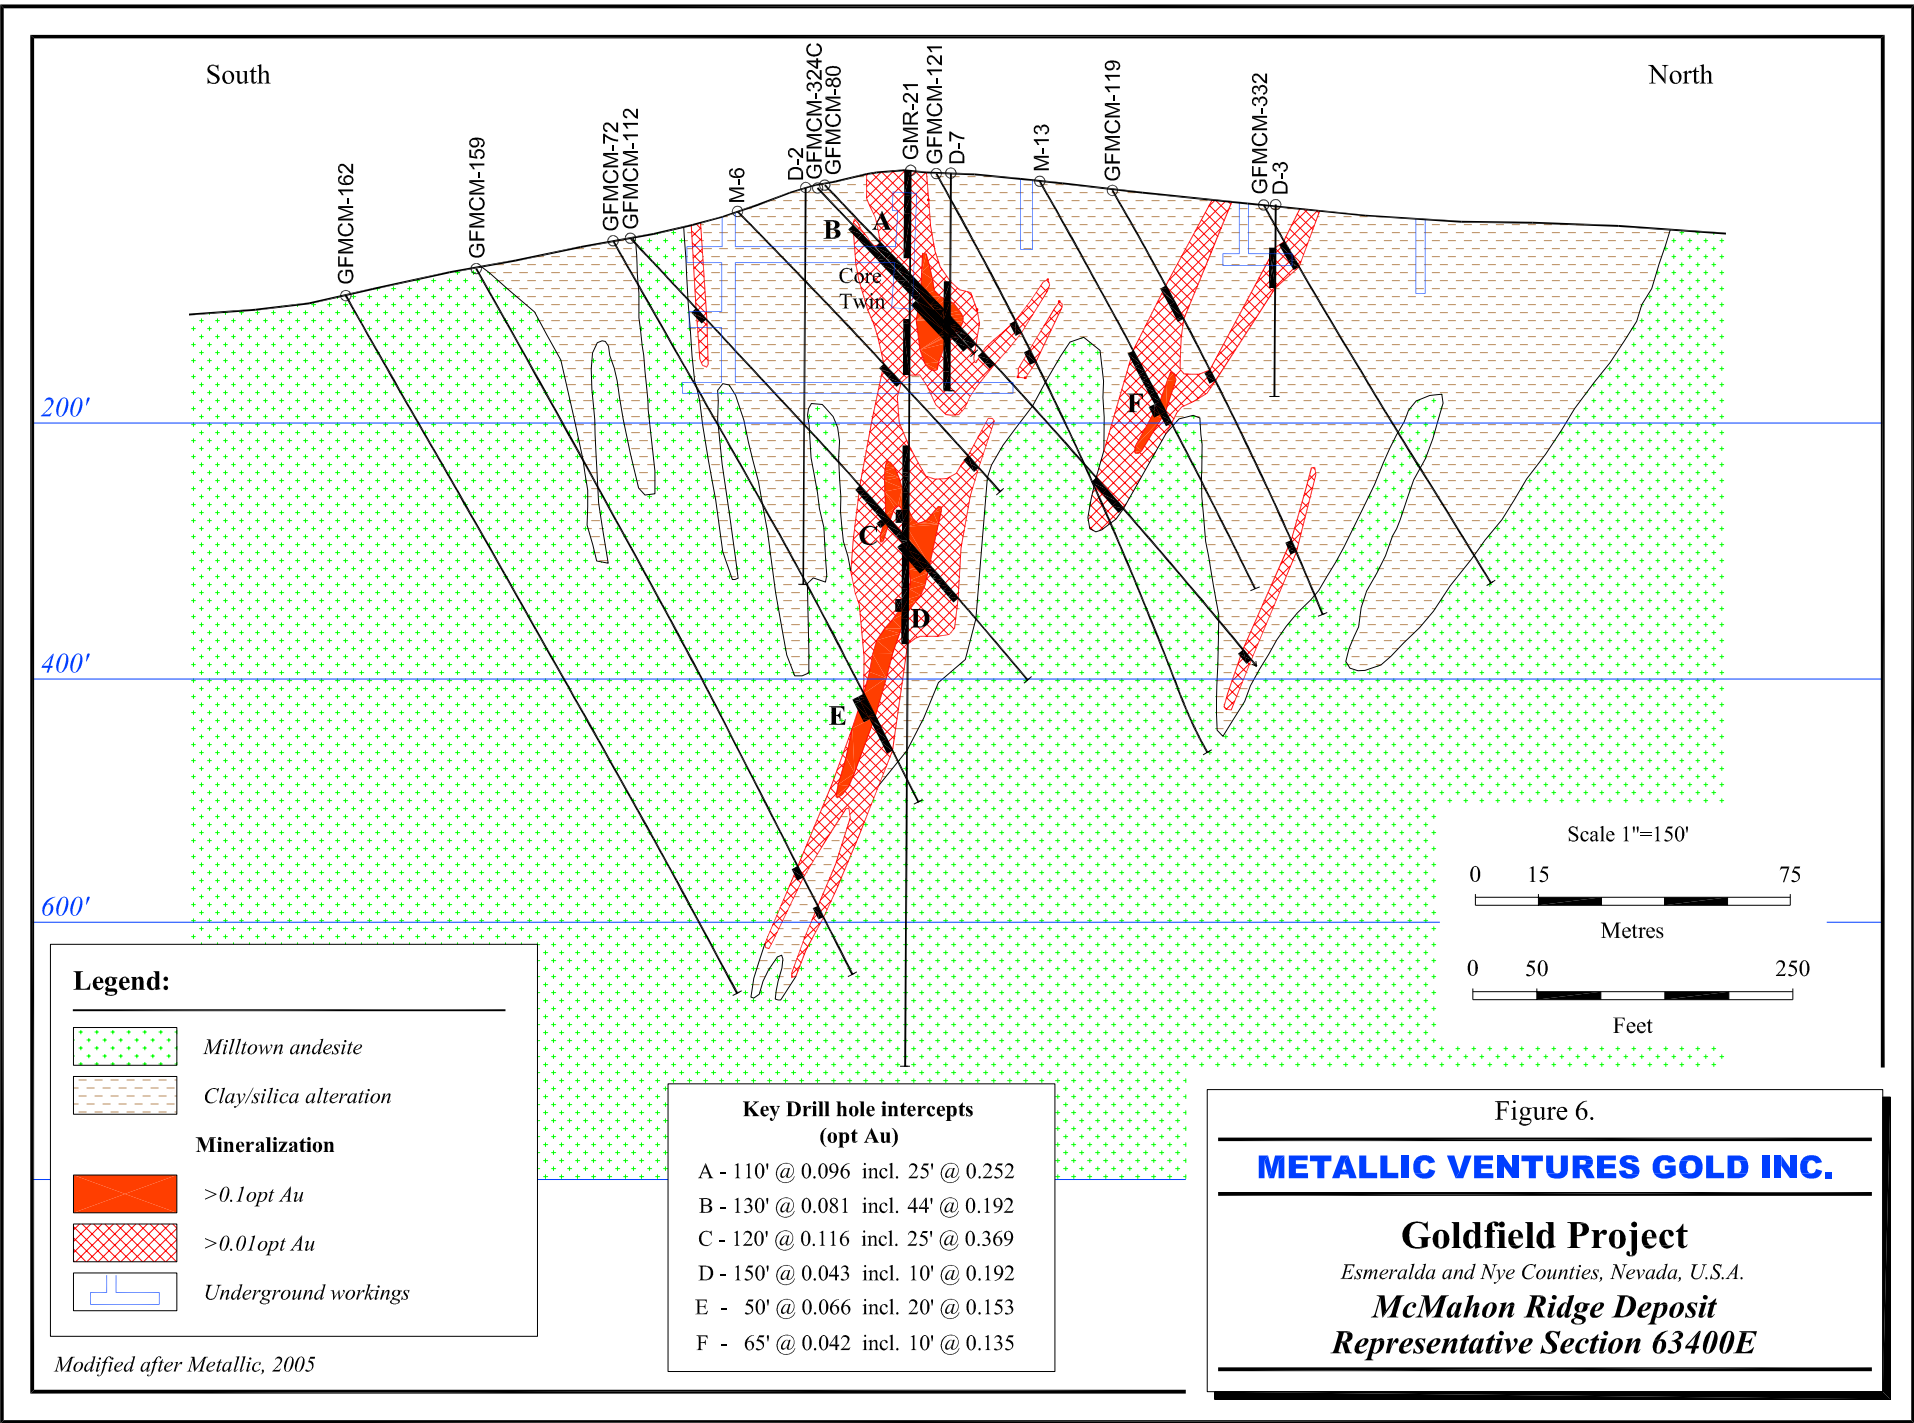 South
North
GFMCM-162
GFMCM-159
GFMCM-72
GFMCM-112
M-6
D-2
GFMCM-324C
GFMCM-80
GMR-21
GFMCM-121
D-7
M-13
GFMCM-119
GFMCM-332
D-3
A
B
Core
Twin
F
200'
C
D
400'
E
600'
Scale 1"=150'
0 15 75
Metres
0 50 250
Feet
Legend:
Milltown andesite
Clay/silica alteration
Mineralization
>0.1opt Au
>0.01opt Au
Underground workings
Modified after Metallic, 2005
Key Drill hole intercepts
(opt Au)
A - 110' @ 0.096 incl. 25' @ 0.252
B - 130' @ 0.081 incl. 44' @ 0.192
C - 120' @ 0.116 incl. 25' @ 0.369
D - 150' @ 0.043 incl. 10' @ 0.192
E - 50' @ 0.066 incl. 20' @ 0.153
F - 65' @ 0.042 incl. 10' @ 0.135
Figure 6.
METALLIC VENTURES GOLD INC.
Goldfield Project
Esmeralda and Nye Counties, Nevada, U.S.A.
McMahon Ridge Deposit
Representative Section 63400E